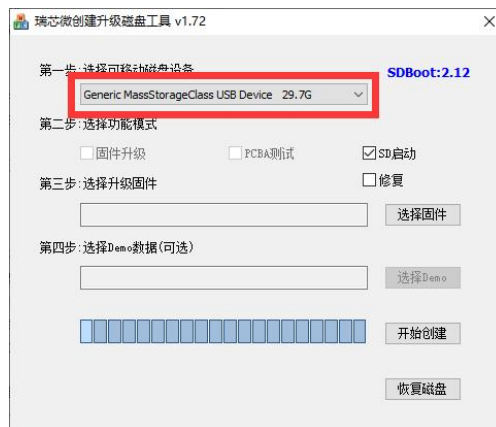 瑞芯微创建升级磁盘工具 v1.72
第一步:选择可移动磁盘设备
SDBoot:2.12
Generic MassStorageClass USB Device 29.7G
第二步:选择功能模式
固件升级
PCBA测试
SD启动
第三步:选择升级固件
修复
选择固件
第四步:选择Demo数据(可选)
选择Demo
开始创建
恢复磁盘